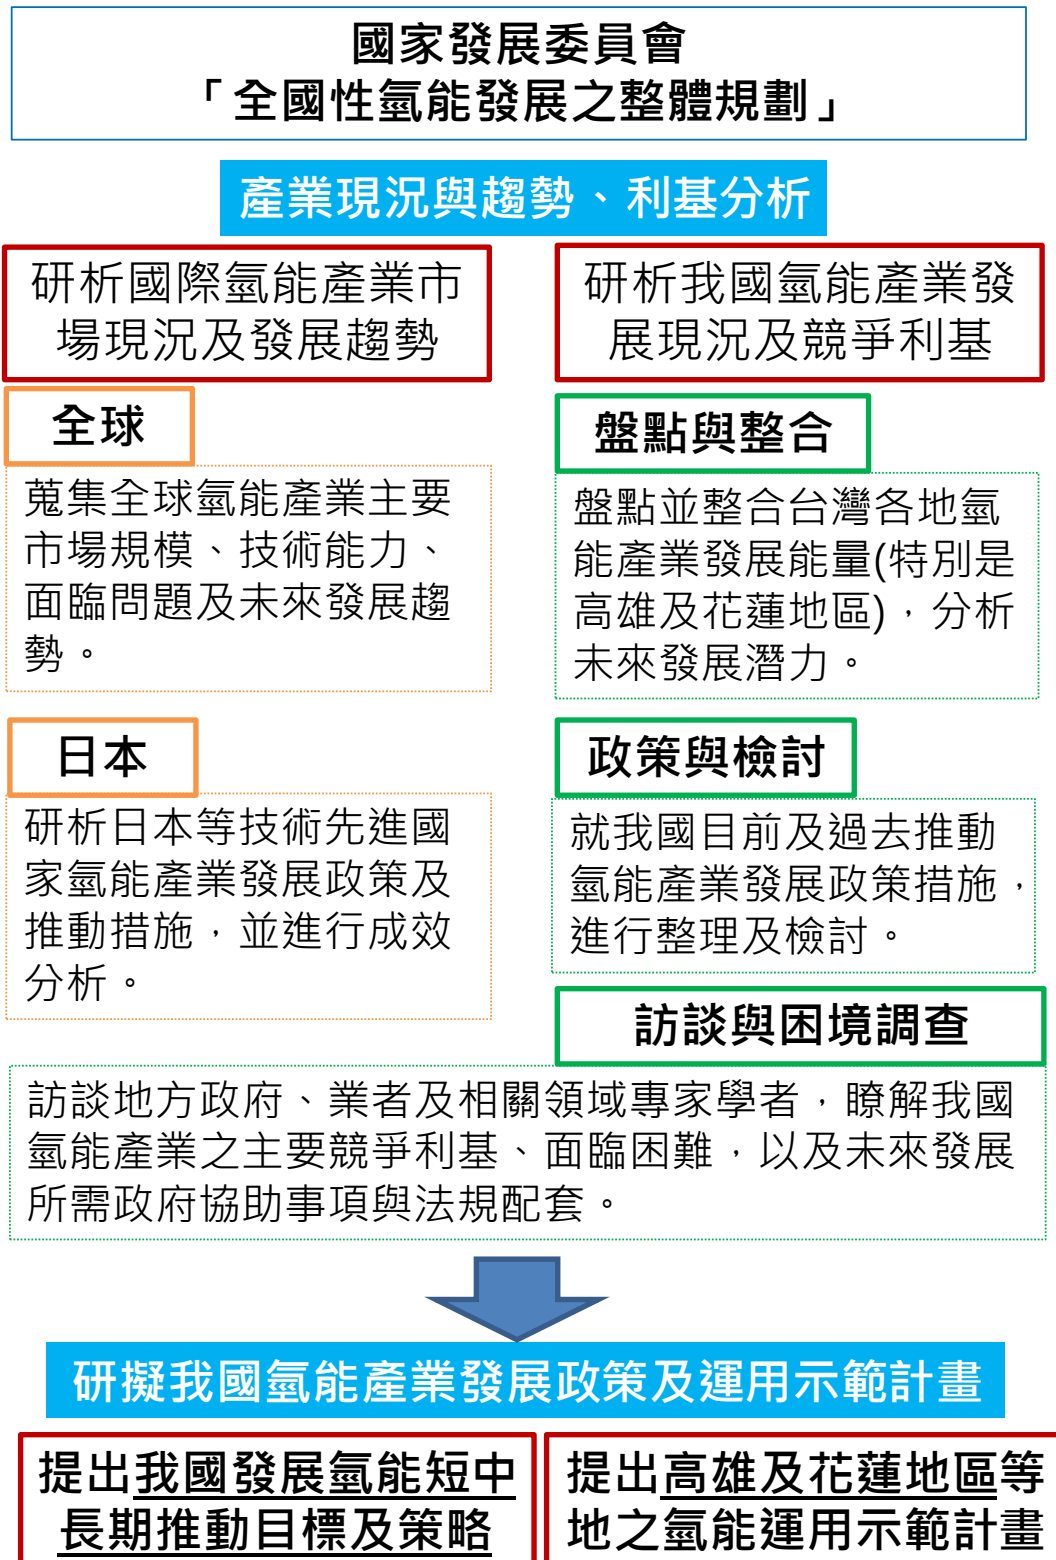 國家發展委員會
「全國性氫能發展之整體規劃」
產業現況與趨勢、利基分析
研析國際氫能產業市
場現況及發展趨勢
全球
蒐集全球氫能產業主要
市場規模、技術能力、
面臨問題及未來發展趨
勢。
日本
研析日本等技術先進國
家氫能產業發展政策及
推動措施，並進行成效
分析。
研析我國氫能產業發
展現況及競爭利基
盤點與整合
盤點並整合台灣各地氫
能產業發展能量(特別是
高雄及花蓮地區)，分析
未來發展潛力。
政策與檢討
就我國目前及過去推動
氫能產業發展政策措施，
進行整理及檢討。
訪談與困境調查
訪談地方政府、業者及相關領域專家學者，瞭解我國
氫能產業之主要競爭利基、面臨困難，以及未來發展
所需政府協助事項與法規配套。
研擬我國氫能產業發展政策及運用示範計畫
提出我國發展氫能短中
長期推動目標及策略
提出高雄及花蓮地區等
地之氫能運用示範計畫